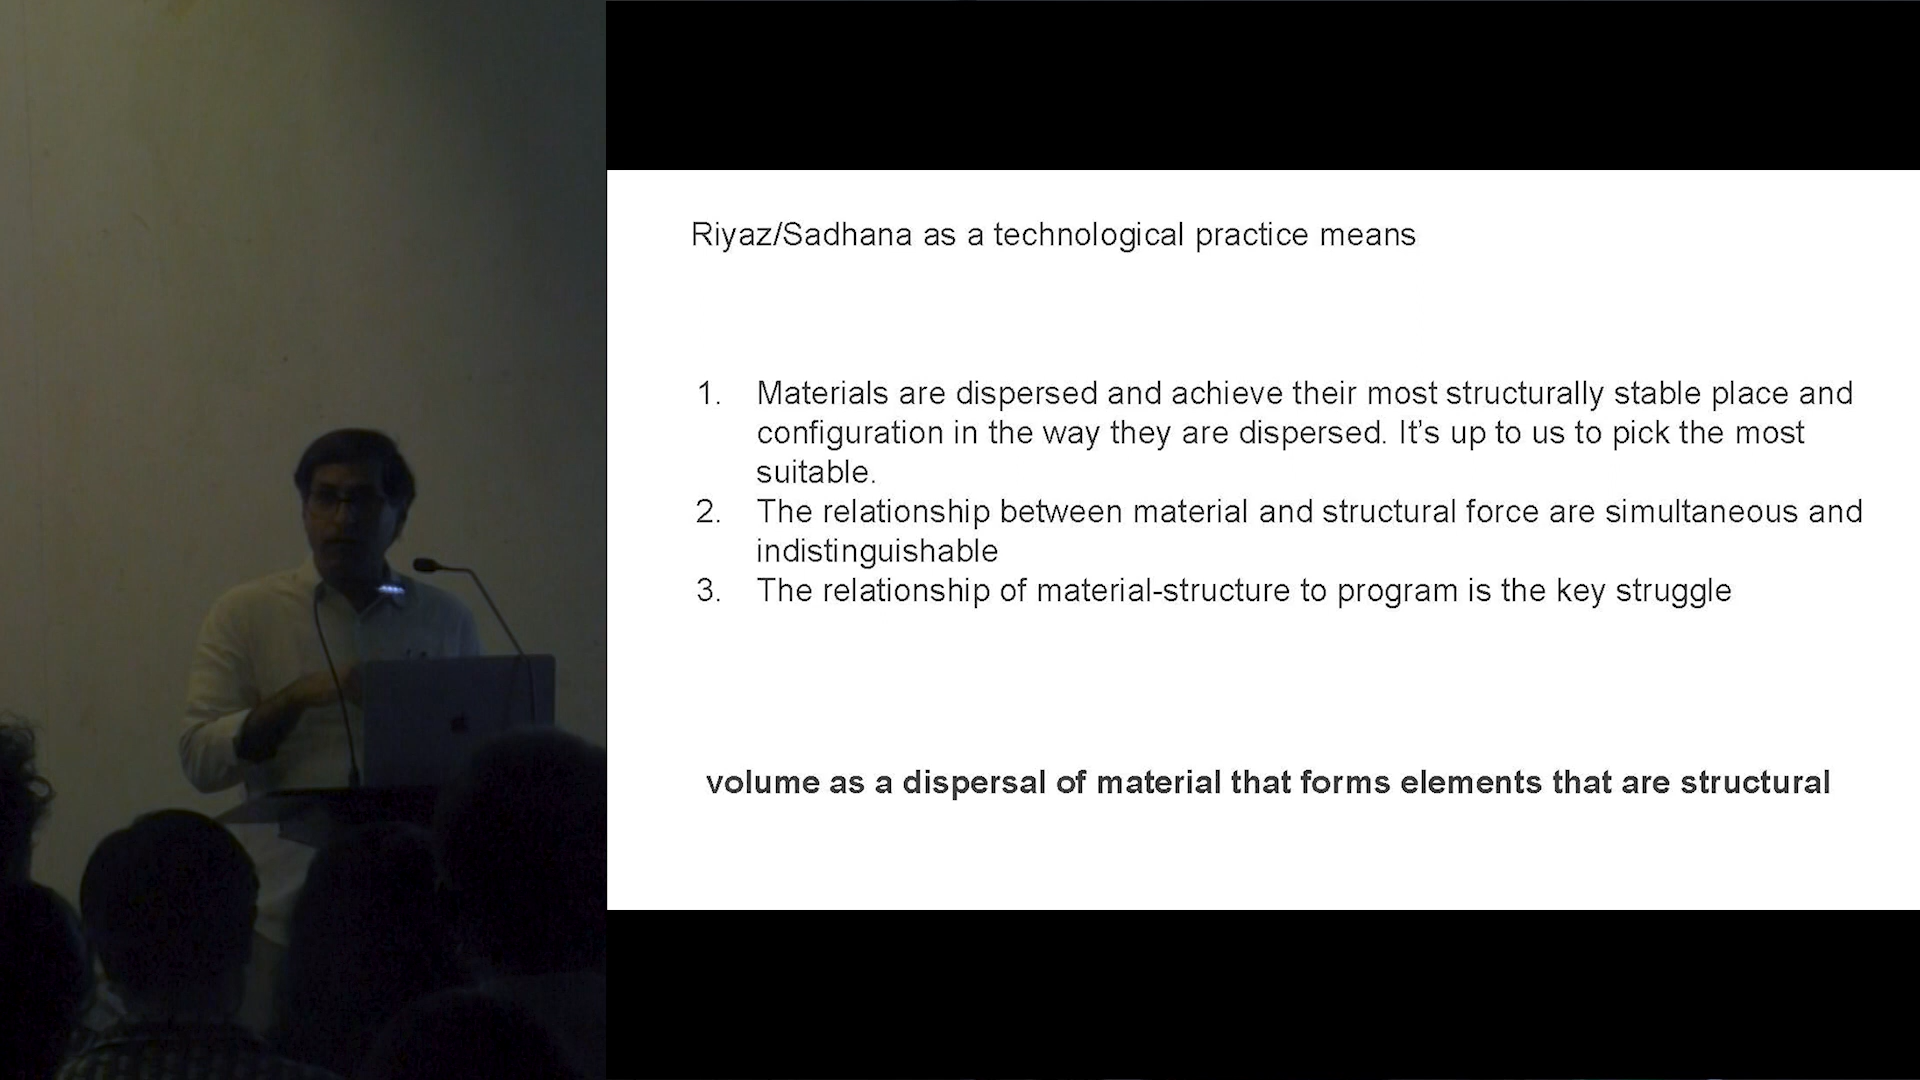 Riyaz/Sadhana as a technological practice means
1. Materials are dispersed and achieve their most structurally stable place and
configuration in the way they are dispersed. It’s up to us to pick the most
suitable.
2. The relationship between material and structural force are simultaneous and
indistinguishable
3. The relationship of material-structure to program is the key struggle
volume as a dispersal of material that forms elements that are structural